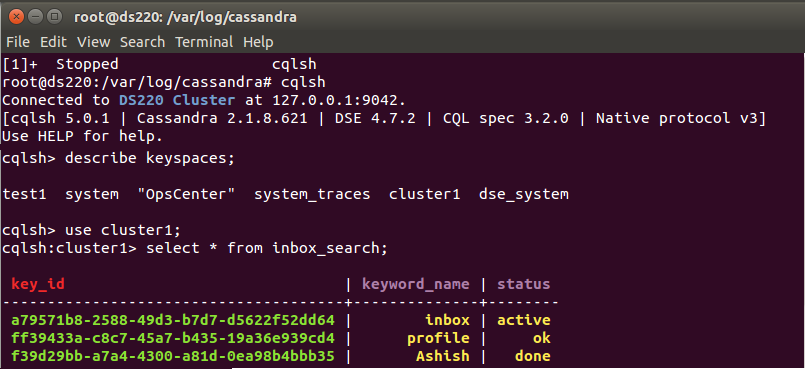 root@ds220: /var/log/cassandra
File Edit View Search Terminal Help
[1]+  Stopped                 cqlsh
root@ds220:/var/log/cassandra# cqlsh
Connected to DS220 Cluster at 127.0.0.1:9042.
[cqlsh 5.0.1 | Cassandra 2.1.8.621 | DSE 4.7.2 | CQL spec 3.2.0 | Native protocol v3]
Use HELP for help.
cqlsh> describe keyspaces;
test1  system  "OpsCenter"  system_traces  cluster1  dse_system
cqlsh> use cluster1;
cqlsh:cluster1> select * from inbox_search;
 key_id                               | keyword_name | status
--------------------------------------+--------------+--------
 a79571b8-2588-49d3-b7d7-d5622f52dd64 |        inbox | active
 ff39433a-c8c7-45a7-b435-19a36e939cd4 |      profile |     ok
 f39d29bb-a7a4-4300-a81d-0ea98b4bbb35 |       Ashish |   done